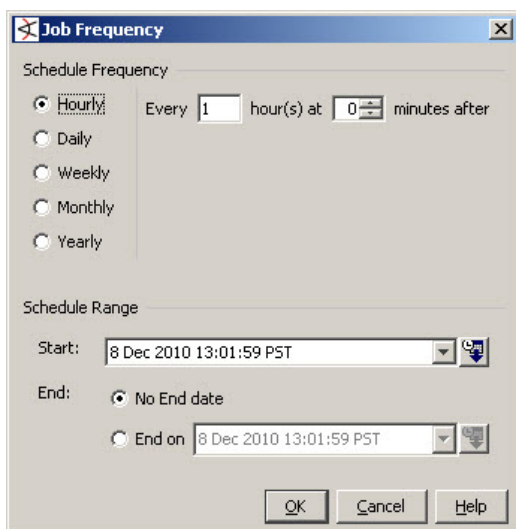 Job Frequency
Schedule Frequency
Hourly Every 1 hour(s) at 0 minutes after
Daily
Weekly
Monthly
Yearly
Schedule Range
Start: 8 Dec 2010 13:01:59 PST
End: No End date
End on 8 Dec 2010 13:01:59 PST
OK Cancel Help